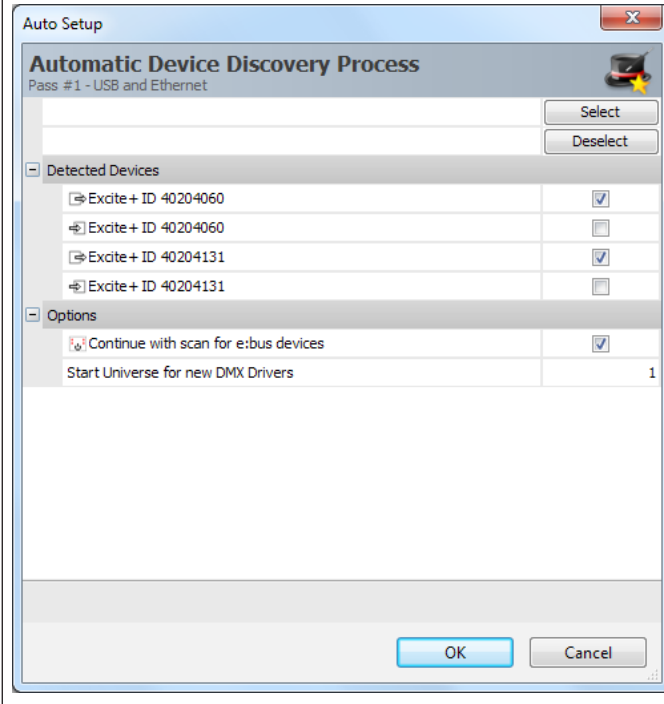 Auto Setup
Automatic Device Discovery Process
Pass #1 - USB and Ethernet
Select
Deselect
Detected Devices
Excite+ ID 40204060
Excite+ ID 40204060
Excite+ ID 40204131
Excite+ ID 40204131
Options
Continue with scan for e:bus devices
Start Universe for new DMX Drivers 1
OK Cancel